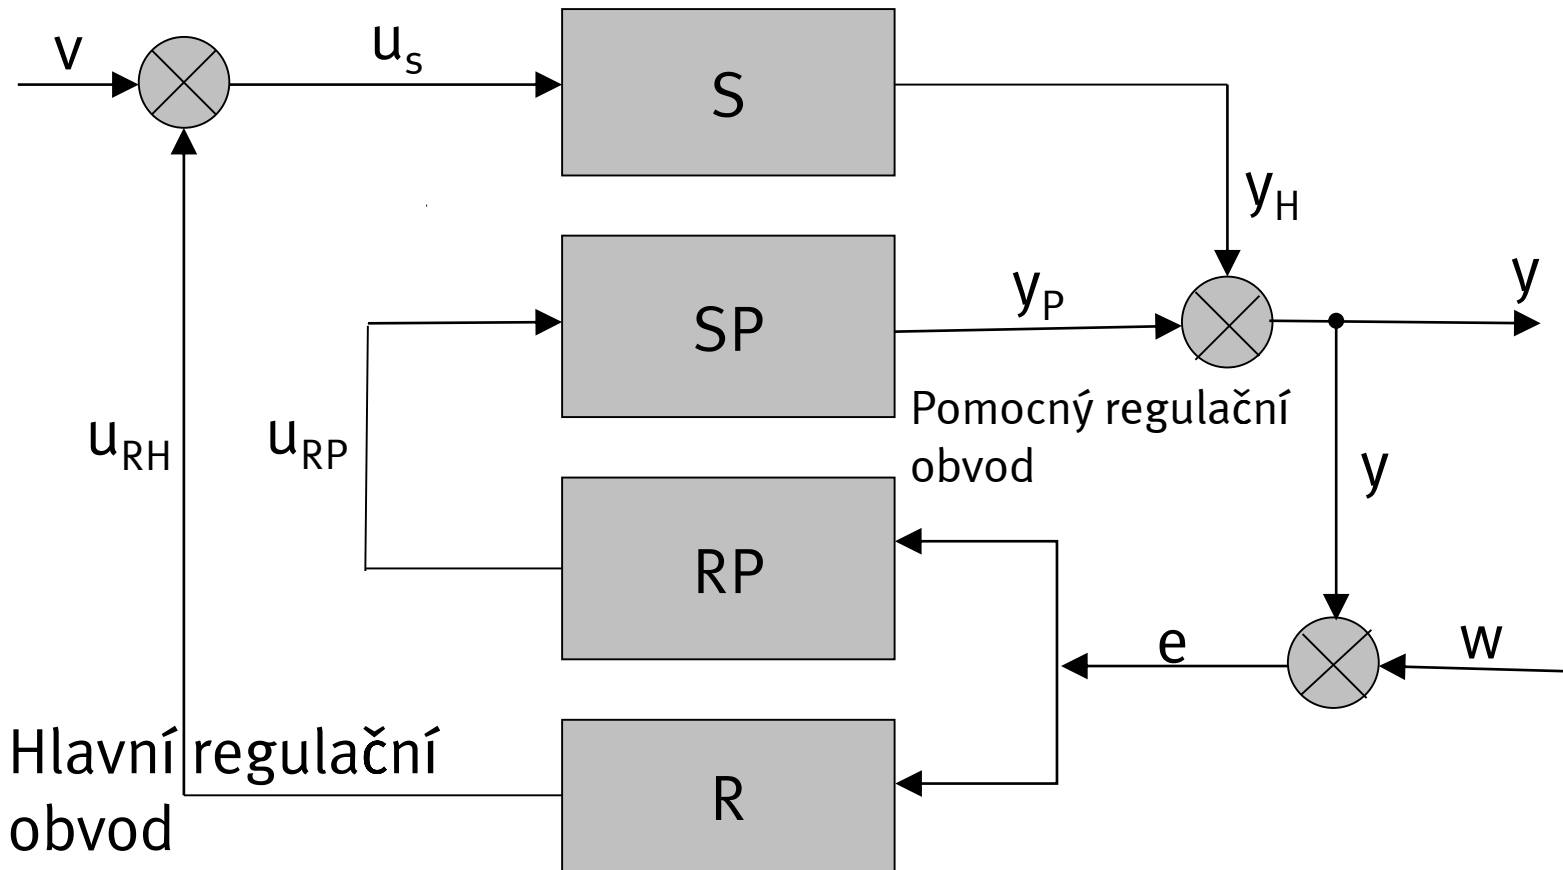 v
u_s
S
y_H
SP
y_P
y
Pomocný regulační
obvod
u_RH
u_RP
y
RP
e
w
Hlavní regulační
obvod
R